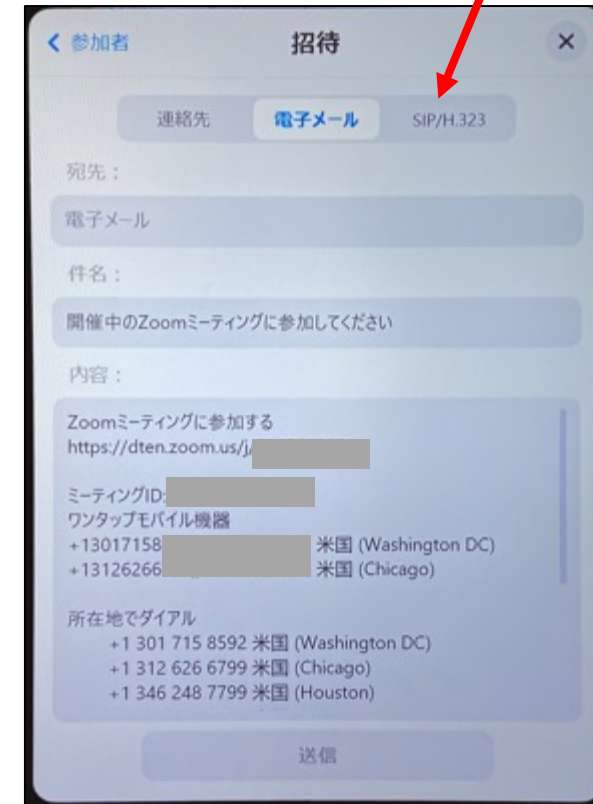 参加者
招待
連絡先
電子メール
SIP/H.323
宛先：
電子メール
件名：
開催中のZoomミーティングに参加してください
内容：
Zoomミーティングに参加する
https://dten.zoom.us/j/
ミーティングID:
ワンタップモバイル機器
+13017158 米国 (Washington DC)
+13126266 米国 (Chicago)
所在地でダイアル
+1 301 715 8592 米国 (Washington DC)
+1 312 626 6799 米国 (Chicago)
+1 346 248 7799 米国 (Houston)
送信